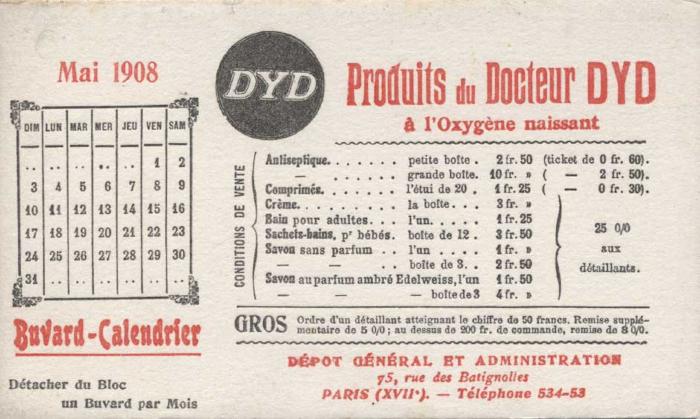 Mai 1908
DIM LUN MAR MER JEU VEN SAM
.. .. .. .. .. 1 2
3 4 5 6 7 8 9
10 11 12 13 14 15 16
17 18 19 20 21 22 23
24 25 26 27 28 29 30
31 .. .. .. .. .. ..
Buvard-Calendrier
Détacher du Bloc
un Buvard par Mois
DYD
Produits du Docteur DYD
à l'Oxygène naissant
CONDITIONS DE VENTE
Antiseptique. . . . . . . petite boîte . 2 fr. 50 (ticket de 0 fr. 60).
— . . . . . . . grande boîte. 10 fr. » ( — 2 fr. 50).
Comprimés. . . . . . . l'étui de 20 . 1 fr. 25 ( — 0 fr. 30).
Crème. . . . . . . . . la boîte . . . 3 fr. »
Bain pour adultes. . . . l'un. . . . . 1 fr. 25
Sachets-bains, pr bébés. boîte de 12 . 3 fr. 50
Savon sans parfum . . . l'un . . . . 1 fr. »
— — . . . boîte de 3. . 2 fr. 50
Savon au parfum ambré Edelweiss, l'un 1 fr. 50
— — — boîte de 3 4 fr. »
25 0/0
aux
détaillants.
GROS Ordre d'un détaillant atteignant le chiffre de 50 francs. Remise supplé-
mentaire de 5 0/0; au dessus de 200 fr. de commande, remise de 8 0/0.
DÉPOT GÉNÉRAL ET ADMINISTRATION
75, rue des Batignolles
PARIS (XVIIe). — Téléphone 534-53